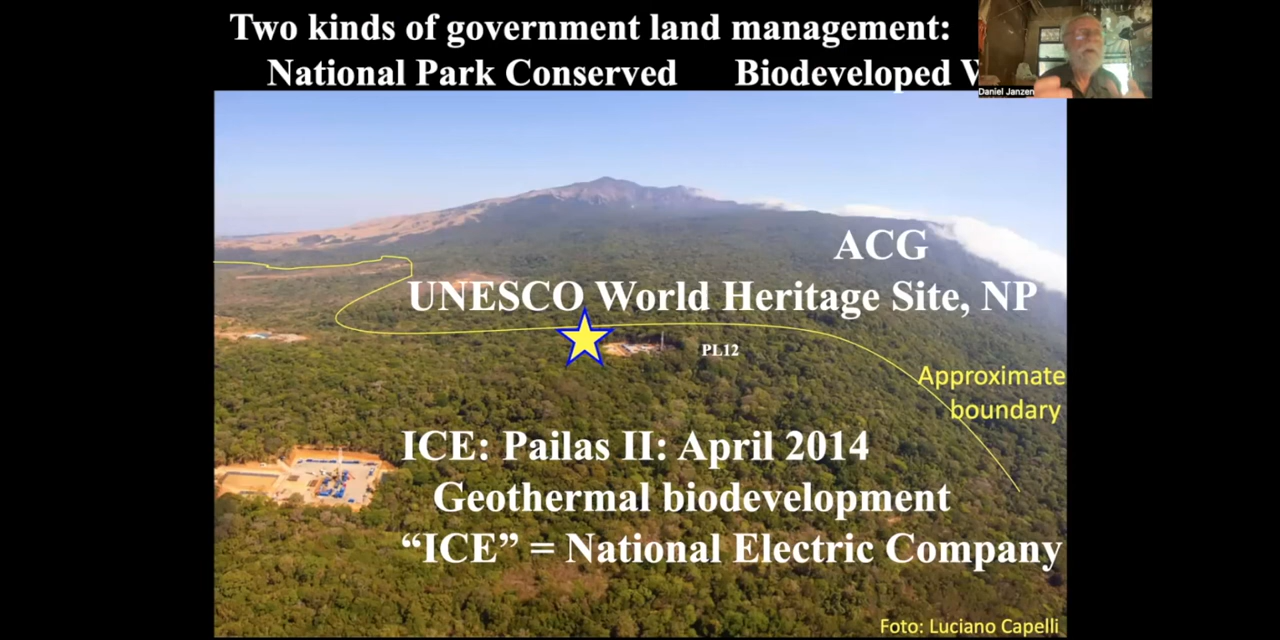 Two kinds of government land management:
National Park Conserved Biodeveloped
Daniel Janzen
ACG
UNESCO World Heritage Site, NP
PL12
Approximate
boundary
ICE: Pailas II: April 2014
Geothermal biodevelopment
“ICE” = National Electric Company
Foto: Luciano Capelli